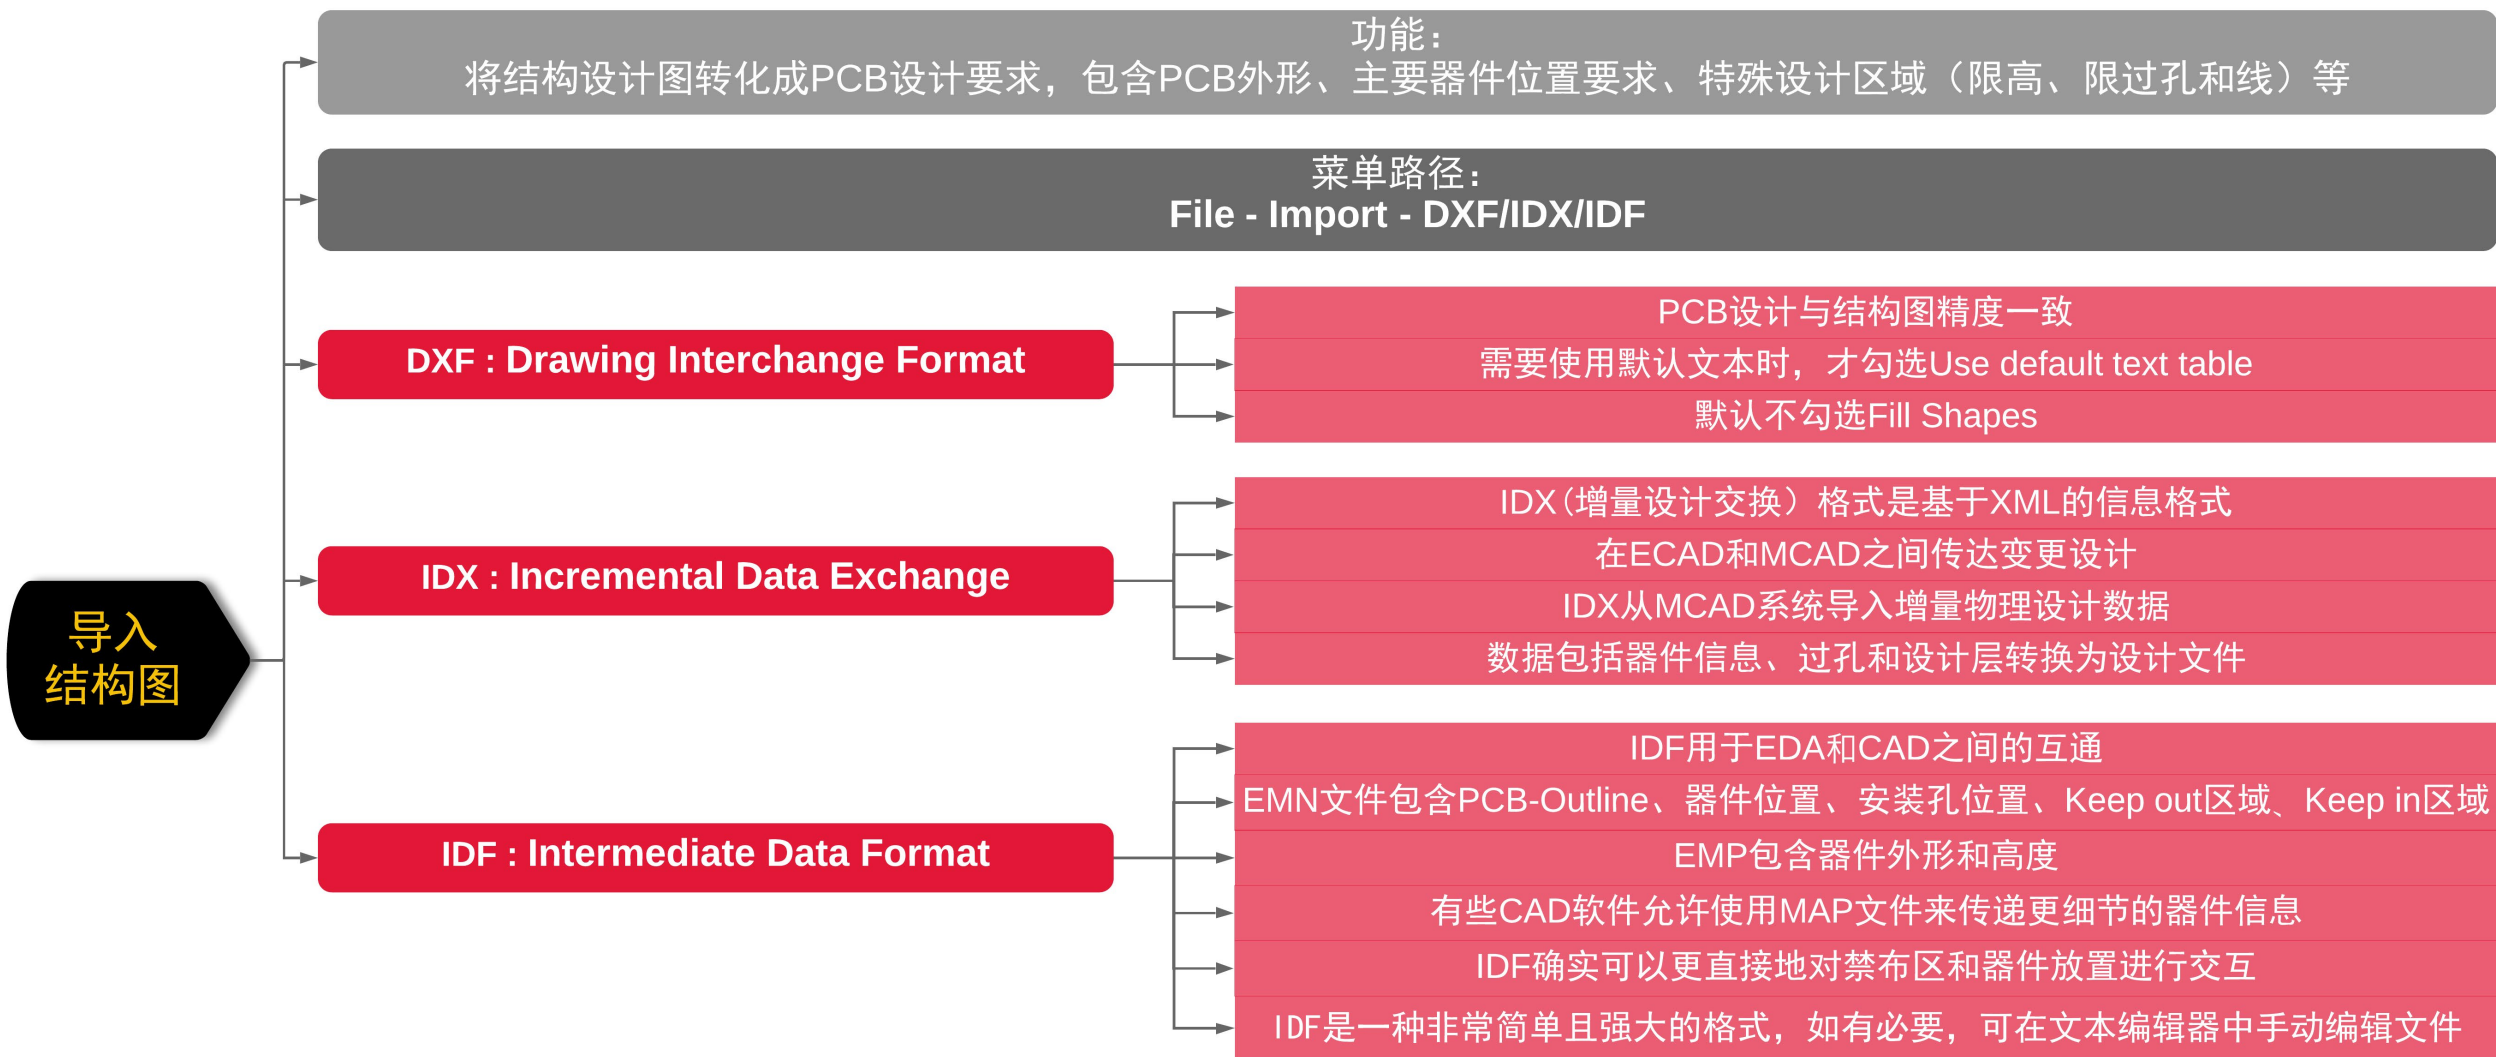 导入
结构图
功能:
将结构设计图纸转化成PCB设计要求，包含PCB外形、主要器件位置要求、特殊设计区域（限高、限过孔和线）等
菜单路径:
File - Import - DXF/IDX/IDF
DXF : Drawing Interchange Format
PCB设计与结构图精度一致
需要使用默认文本时，才勾选Use default text table
默认不勾选Fill Shapes
IDX : Incremental Data Exchange
IDX（增量设计交换）格式是基于XML的信息格式
在ECAD和MCAD之间传达变更设计
IDX从MCAD系统导入增量物理设计数据
数据包括器件信息、过孔和设计层转换为设计文件
IDF : Intermediate Data Format
IDF用于EDA和CAD之间的互通
EMN文件包含PCB-Outline、器件位置、安装孔位置、Keep out区域、Keep in区域
EMP包含器件外形和高度
有些CAD软件允许使用MAP文件来传递更细节的器件信息
IDF确实可以更直接地对禁布区和器件放置进行交互
IDF是一种非常简单且强大的格式，如有必要，可在文本编辑器中手动编辑文件